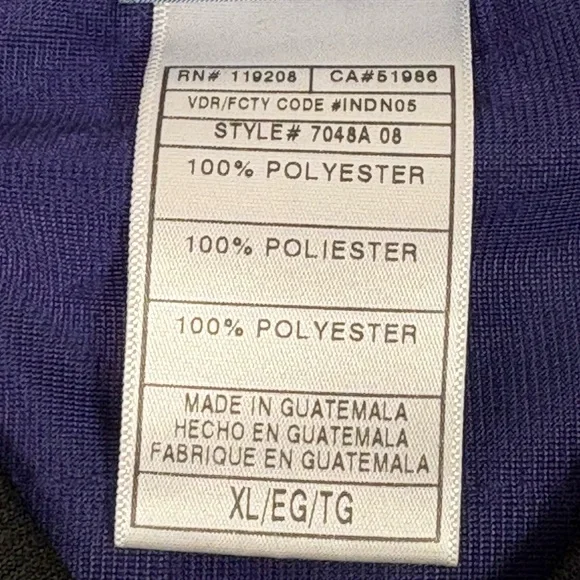 RN# 119208 CA#51986
VDR/FCTY CODE #INDN05
STYLE# 7048A 08
100% POLYESTER
100% POLIESTER
100% POLYESTER
MADE IN GUATEMALA
HECHO EN GUATEMALA
FABRIQUE EN GUATEMALA
XL/EG/TG